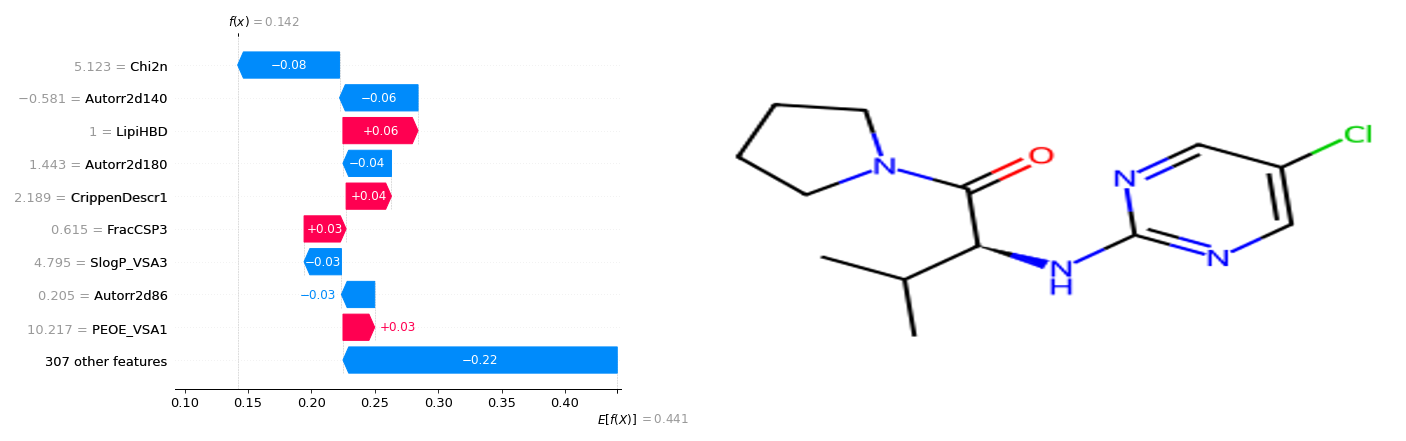 f(x) = 0.142
5.123 = Chi2n
−0.08
−0.581 = Autorr2d140
−0.06
1 = LipiHBD
+0.06
1.443 = Autorr2d180
−0.04
2.189 = CrippenDescr1
+0.04
0.615 = FracCSP3
+0.03
4.795 = SlogP_VSA3
−0.03
0.205 = Autorr2d86
−0.03
10.217 = PEOE_VSA1
+0.03
307 other features
−0.22
0.10 0.15 0.20 0.25 0.30 0.35 0.40
E[f(X)] = 0.441
Cl
O
N
N
N
N
H